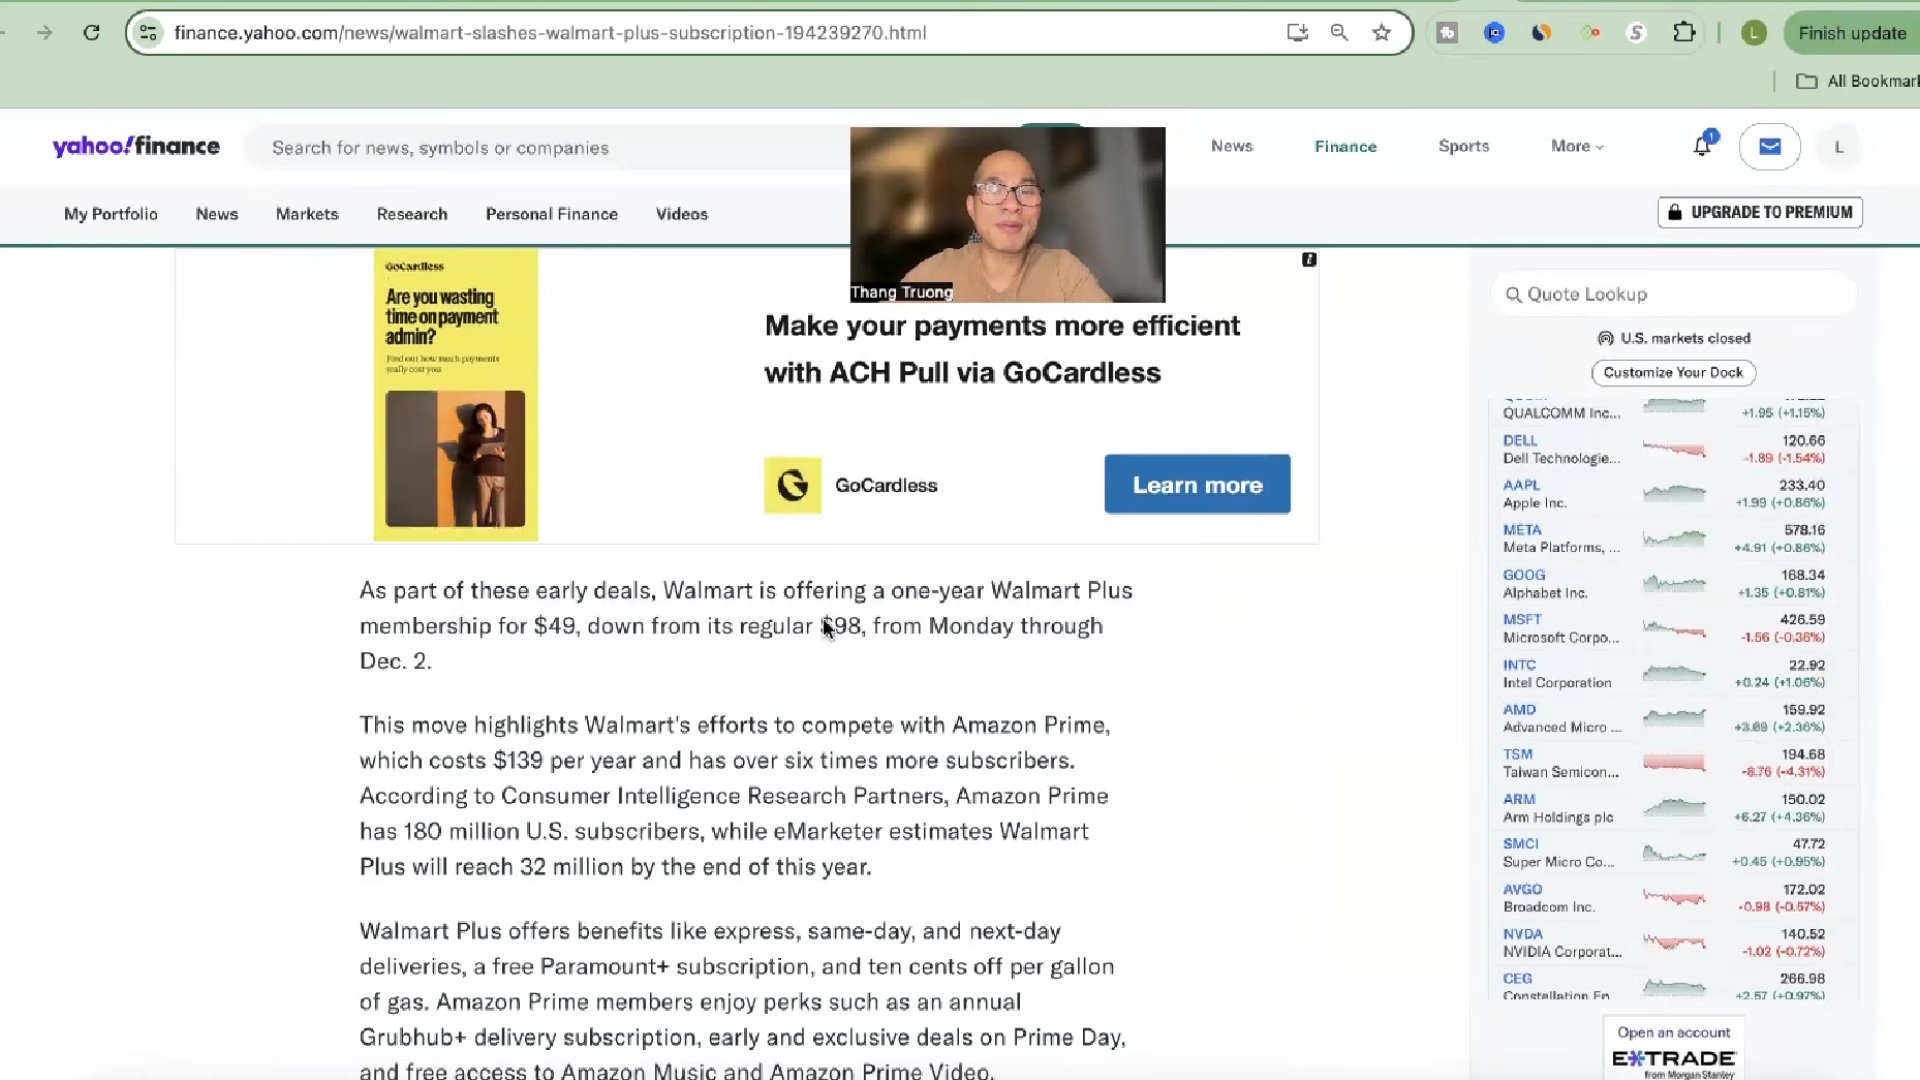 finance.yahoo.com/news/walmart-slashes-walmart-plus-subscription-194239270.html
L
Finish update
All Bookmark
yahoo!finance
Search for news, symbols or companies
News
Finance
Sports
More
1
L
My Portfolio
News
Markets
Research
Personal Finance
Videos
UPGRADE TO PREMIUM
Thang Truong
GoCardless
Are you wasting
time on payment
admin?
Find out how much payments
really cost you
Make your payments more efficient
with ACH Pull via GoCardless
GoCardless
Learn more
As part of these early deals, Walmart is offering a one-year Walmart Plus
membership for $49, down from its regular $98, from Monday through
Dec. 2.
This move highlights Walmart's efforts to compete with Amazon Prime,
which costs $139 per year and has over six times more subscribers.
According to Consumer Intelligence Research Partners, Amazon Prime
has 180 million U.S. subscribers, while eMarketer estimates Walmart
Plus will reach 32 million by the end of this year.
Walmart Plus offers benefits like express, same-day, and next-day
deliveries, a free Paramount+ subscription, and ten cents off per gallon
of gas. Amazon Prime members enjoy perks such as an annual
Grubhub+ delivery subscription, early and exclusive deals on Prime Day,
and free access to Amazon Music and Amazon Prime Video.
Quote Lookup
U.S. markets closed
Customize Your Dock
QUALCOMM Inc... +1.95 (+1.15%)
DELL 120.66
Dell Technologie... -1.89 (-1.54%)
AAPL 233.40
Apple Inc. +1.99 (+0.86%)
META 578.16
Meta Platforms, ... +4.91 (+0.86%)
GOOG 168.34
Alphabet Inc. +1.35 (+0.81%)
MSFT 426.59
Microsoft Corpo... -1.56 (-0.36%)
INTC 22.92
Intel Corporation +0.24 (+1.06%)
AMD 159.92
Advanced Micro ... +3.69 (+2.36%)
TSM 194.68
Taiwan Semicon... -8.76 (-4.31%)
ARM 150.02
Arm Holdings plc +6.27 (+4.36%)
SMCI 47.72
Super Micro Co... +0.45 (+0.95%)
AVGO 172.02
Broadcom Inc. -0.98 (-0.57%)
NVDA 140.52
NVIDIA Corporat... -1.02 (-0.72%)
CEG 266.98
Constellation En +2.57 (+0.97%)
Open an account
E*TRADE
from Morgan Stanley